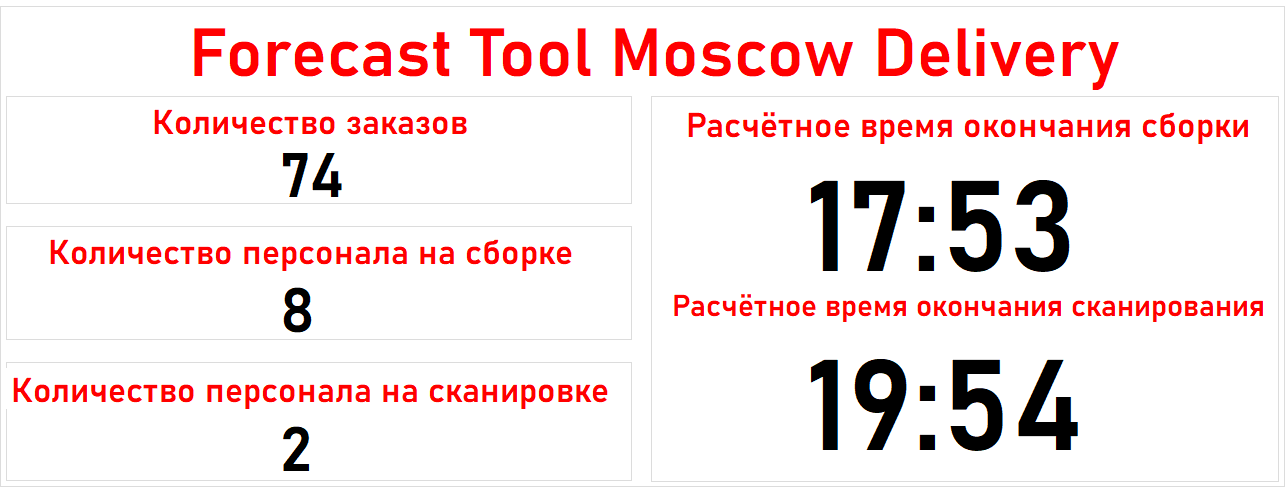 Forecast Tool Moscow Delivery
Количество заказов
74
Количество персонала на сборке
8
Количество персонала на сканировке
2
Расчётное время окончания сборки
17:53
Расчётное время окончания сканирования
19:54